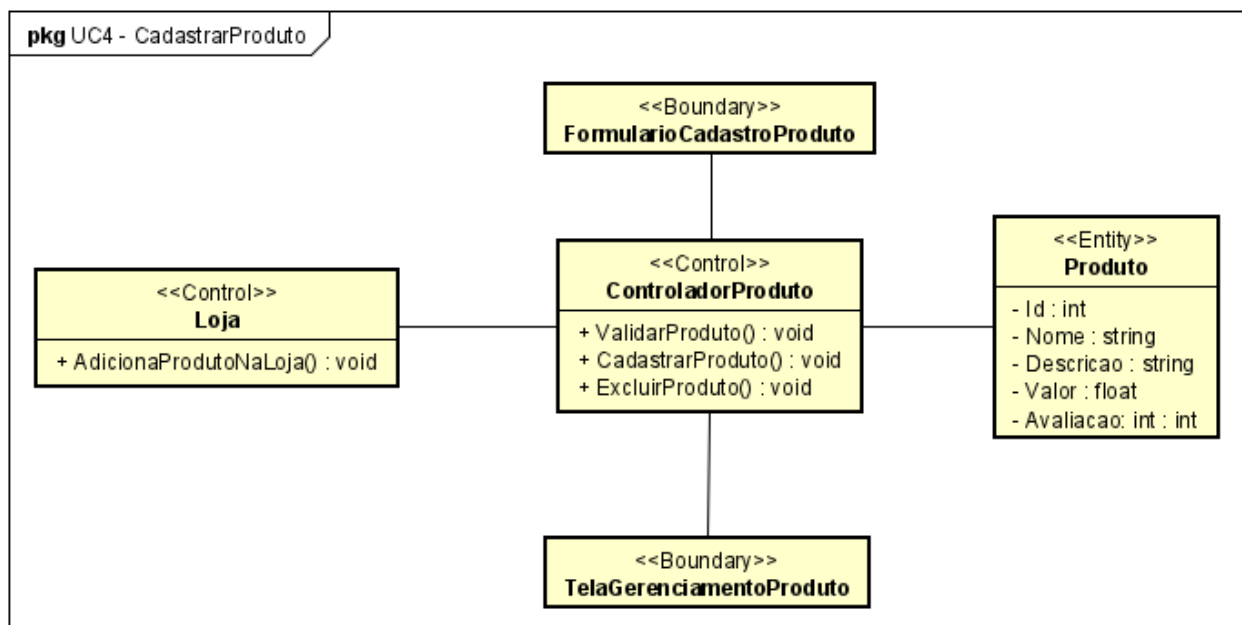 pkg UC4 - CadastrarProduto
<<Boundary>>
FormularioCadastroProduto
<<Control>>
Loja
+ AdicionaProdutoNaLoja() : void
<<Control>>
ControladorProduto
+ ValidarProduto() : void
+ CadastrarProduto() : void
+ ExcluirProduto() : void
<<Entity>>
Produto
- Id : int
- Nome : string
- Descricao : string
- Valor : float
- Avaliacao: int : int
<<Boundary>>
TelaGerenciamentoProduto